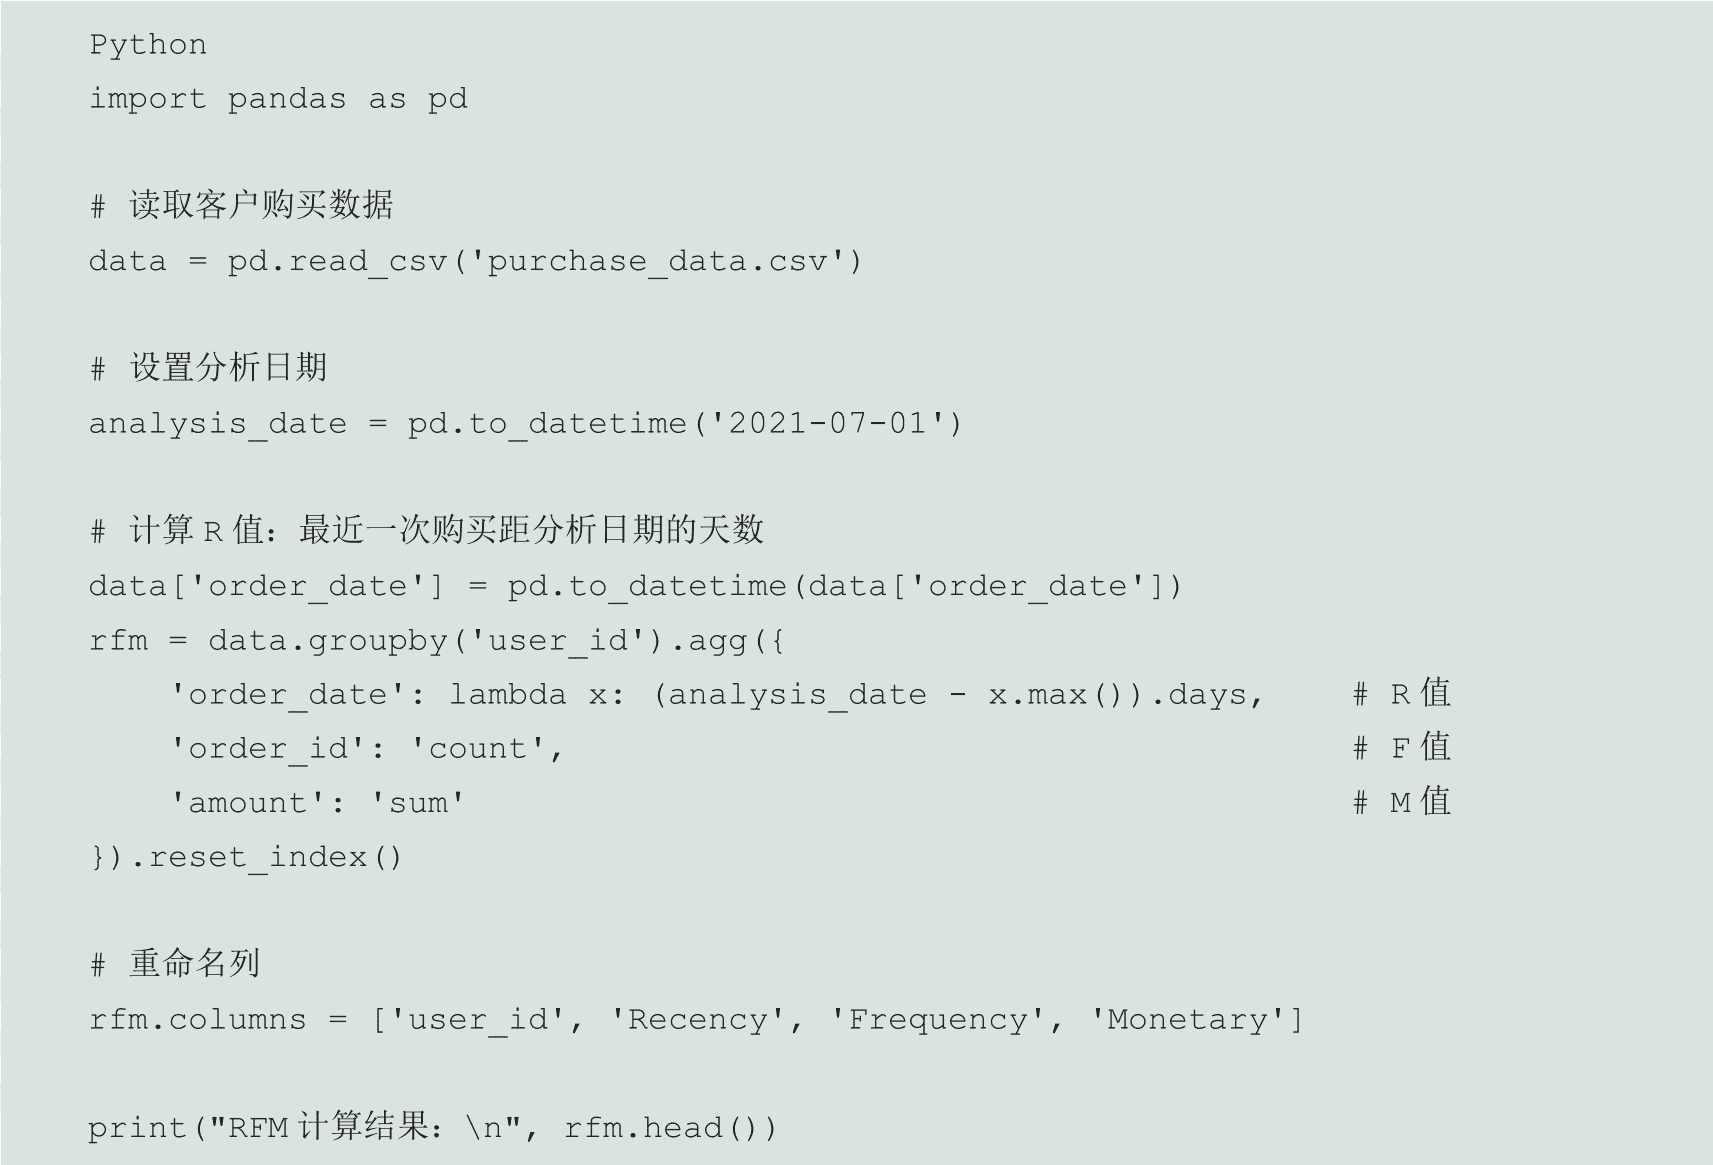 Python
import pandas as pd
# 读取客户购买数据
data = pd.read_csv('purchase_data.csv')
# 设置分析日期
analysis_date = pd.to_datetime('2021-07-01')
# 计算 R 值：最近一次购买距分析日期的天数
data['order_date'] = pd.to_datetime(data['order_date'])
rfm = data.groupby('user_id').agg({
    'order_date': lambda x: (analysis_date - x.max()).days,    # R 值
    'order_id': 'count',                                       # F 值
    'amount': 'sum'                                            # M 值
}).reset_index()
# 重命名列
rfm.columns = ['user_id', 'Recency', 'Frequency', 'Monetary']
print("RFM 计算结果：\n", rfm.head())